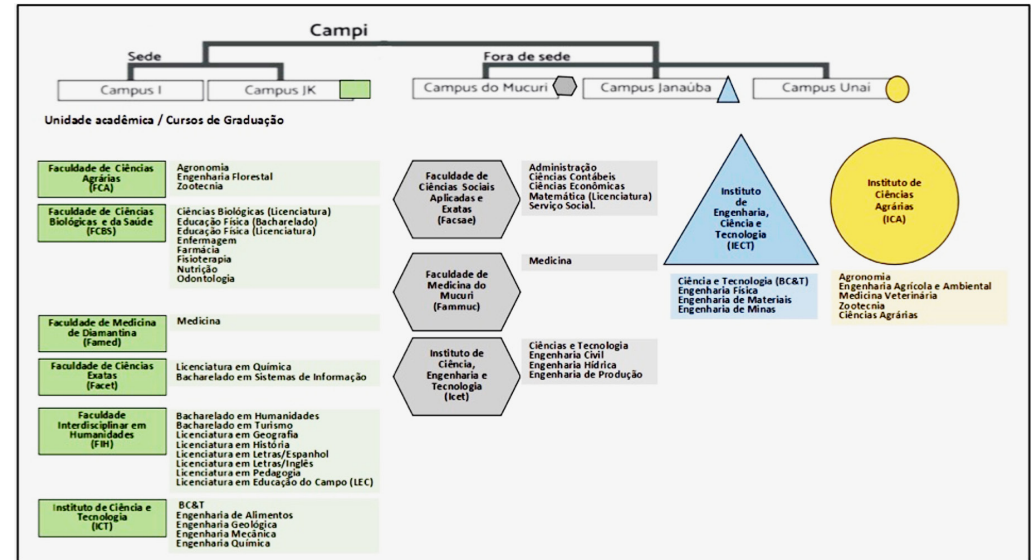 Campi
Sede
Fora de sede
Campus I
Campus JK
Campus do Mucuri
Campus Janaúba
Campus Unaí
Unidade acadêmica / Cursos de Graduação
Faculdade de Ciências
Agrárias
(FCA)
Agronomia
Engenharia Florestal
Zootecnia
Faculdade de Ciências
Biológicas e da Saúde
(FCBS)
Ciências Biológicas (Licenciatura)
Educação Física (Bacharelado)
Educação Física (Licenciatura)
Enfermagem
Farmácia
Fisioterapia
Nutrição
Odontologia
Faculdade de Medicina
de Diamantina
(Famed)
Medicina
Faculdade de Ciências
Exatas
(Facet)
Licenciatura em Química
Bacharelado em Sistemas de Informação
Faculdade
Interdisciplinar em
Humanidades
(FIH)
Bacharelado em Humanidades
Bacharelado em Turismo
Licenciatura em Geografia
Licenciatura em História
Licenciatura em Letras/Espanhol
Licenciatura em Letras/Inglês
Licenciatura em Pedagogia
Licenciatura em Educação do Campo (LEC)
Instituto de Ciência e
Tecnologia
(ICT)
BC&T
Engenharia de Alimentos
Engenharia Geológica
Engenharia Mecânica
Engenharia Química
Faculdade de
Ciências Sociais
Aplicadas e
Exatas
(Facsae)
Administração
Ciências Contábeis
Ciências Econômicas
Matemática (Licenciatura)
Serviço Social.
Faculdade de
Medicina do
Mucuri
(Fammuc)
Medicina
Instituto de
Ciência,
Engenharia e
Tecnologia
(Icet)
Ciências e Tecnologia
Engenharia Civil
Engenharia Hídrica
Engenharia de Produção
Instituto
de
Engenharia,
Ciência e
Tecnologia
(IECT)
Ciência e Tecnologia (BC&T)
Engenharia Física
Engenharia de Materiais
Engenharia de Minas
Instituto de
Ciências
Agrárias
(ICA)
Agronomia
Engenharia Agrícola e Ambiental
Medicina Veterinária
Zootecnia
Ciências Agrárias